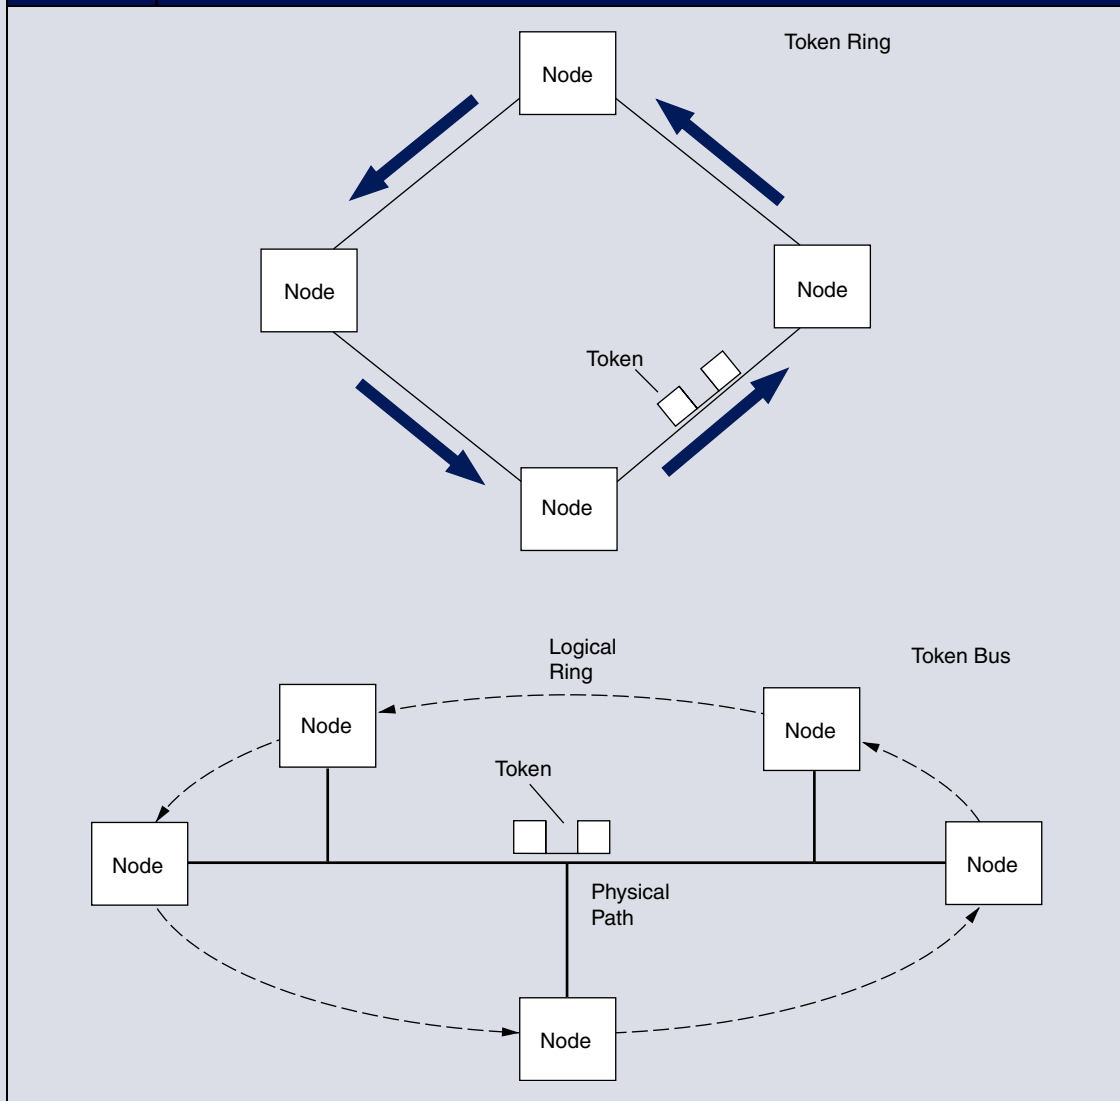 Token Ring
Node
Node
Node
Token
Node
Logical
Ring
Token Bus
Node
Node
Token
Node
Node
Physical
Path
Node